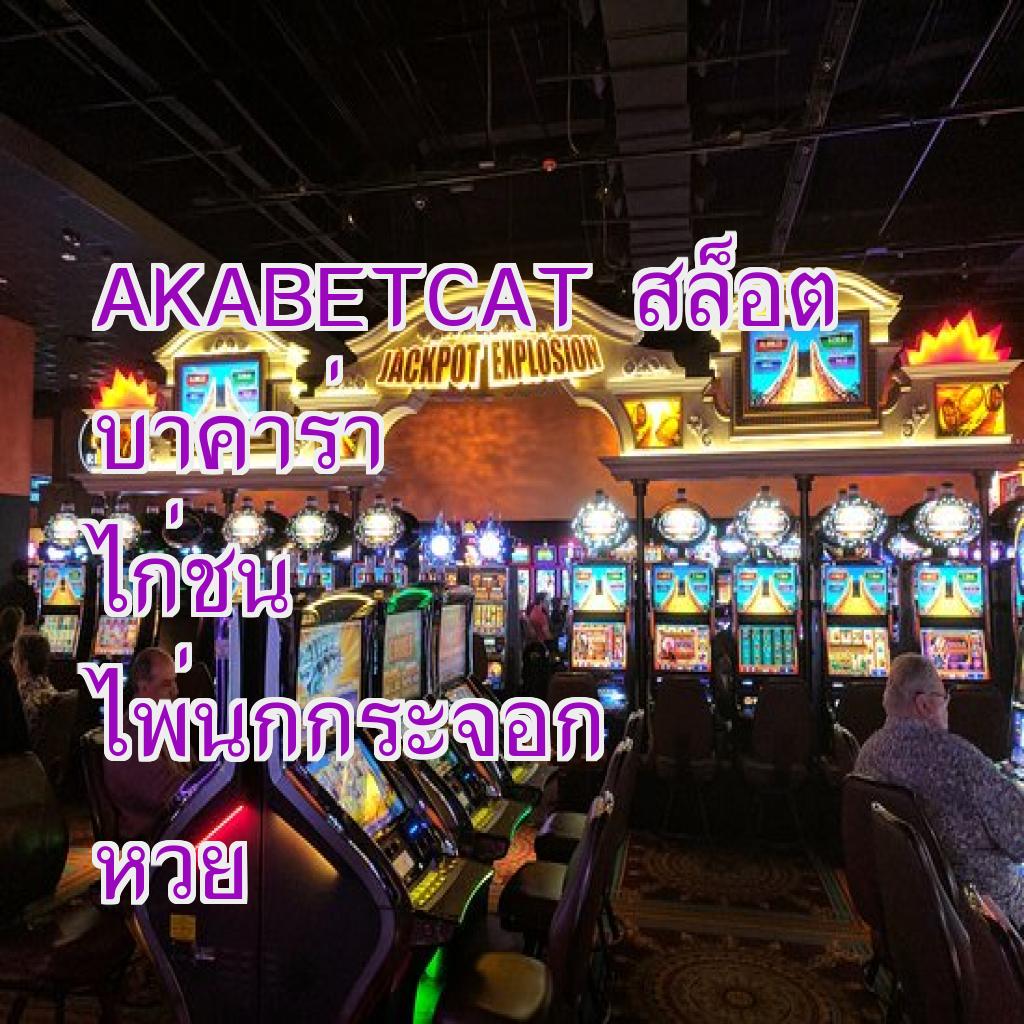 AKABETCAT สล็อต
JACKPOT EXPLOSION
บาคาร่า
ไก่ชน
ไพ่นกกระจอก
หวย